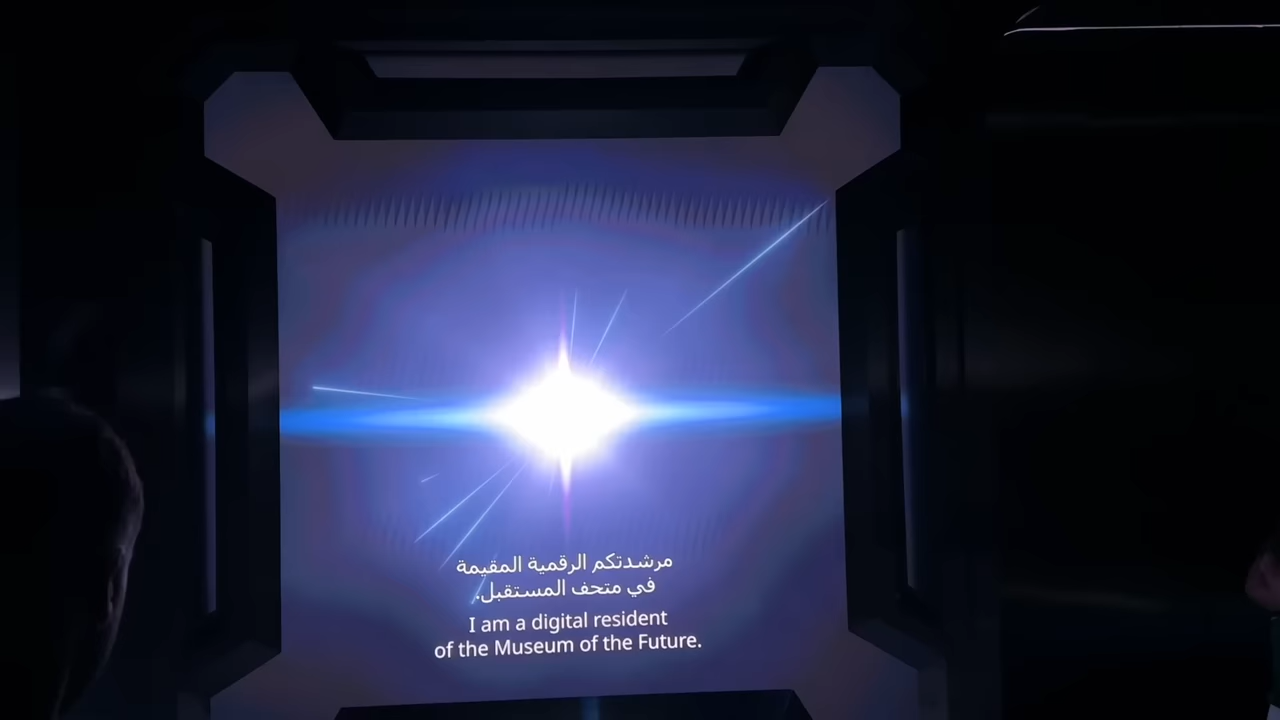 مرشدتكم الرقمية المقيمة
في متحف المستقبل.
I am a digital resident
of the Museum of the Future.